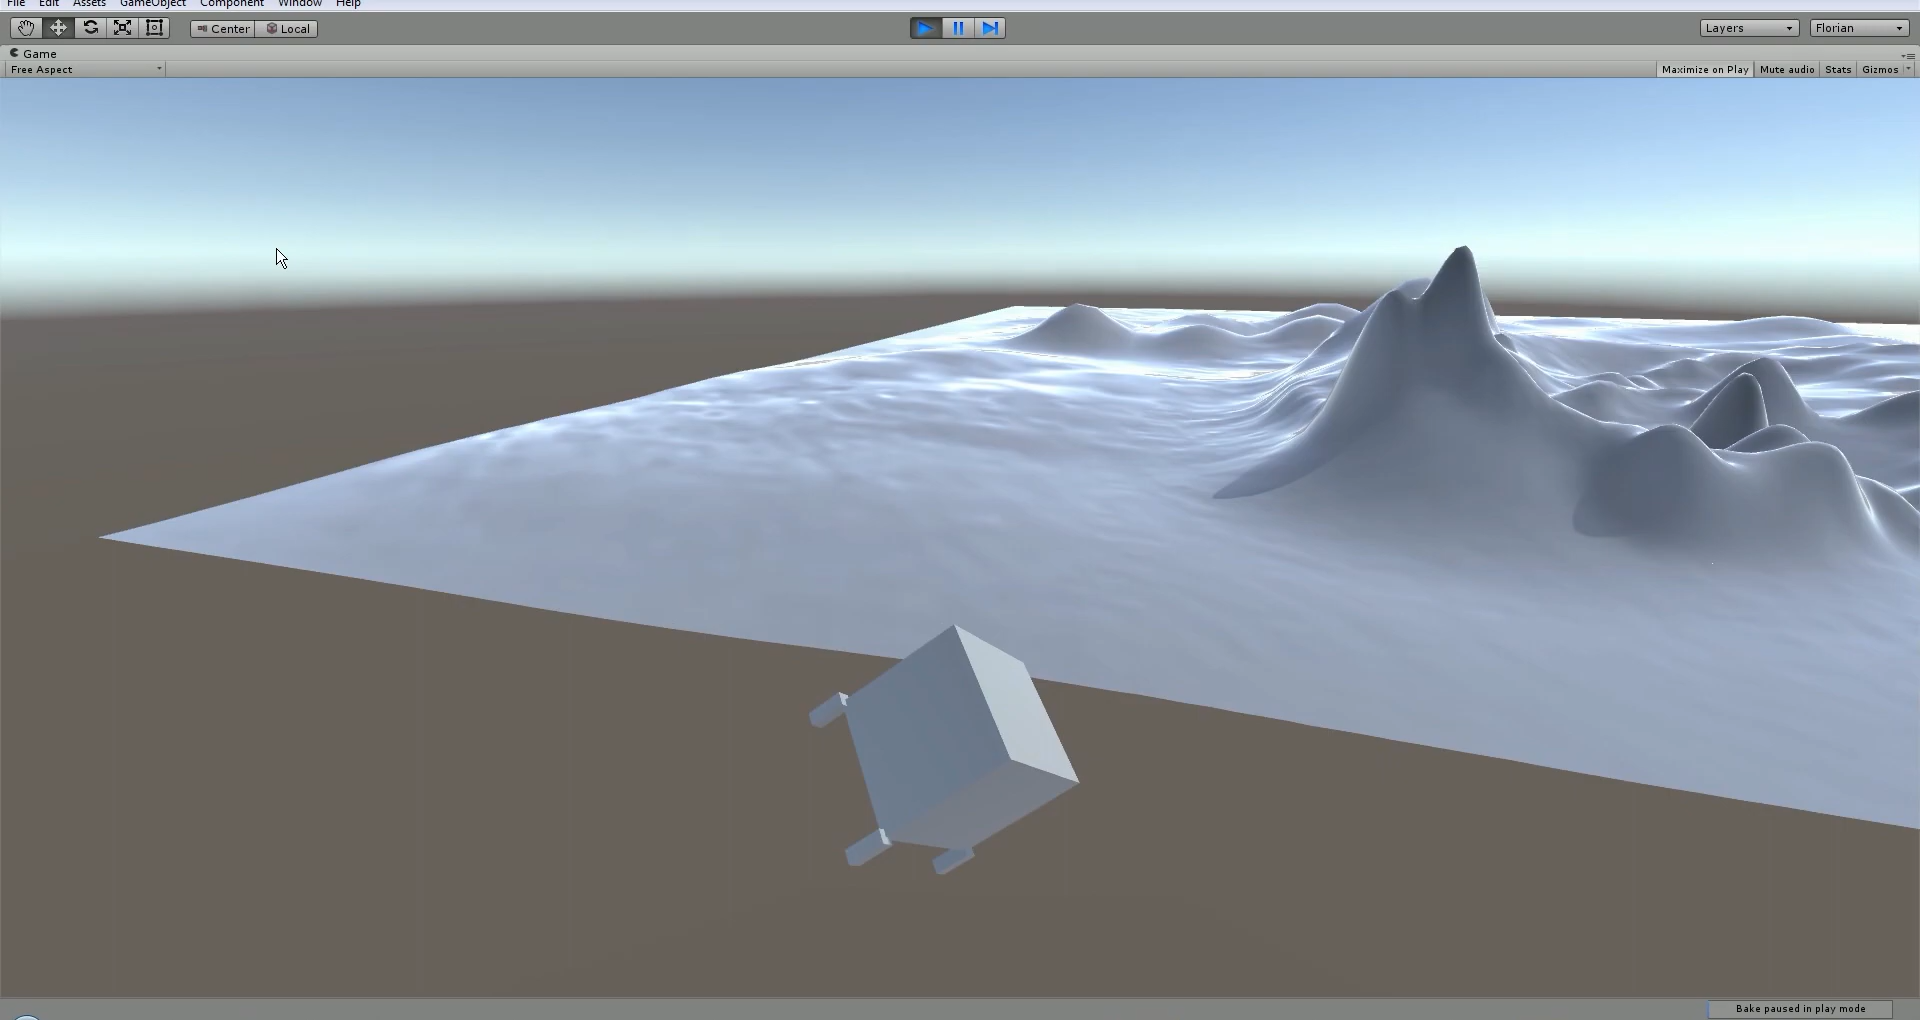 File Edit Assets GameObject Component Window Help
Center Local Layers Florian
Game
Free Aspect Maximize on Play Mute audio Stats Gizmos
Bake paused in play mode